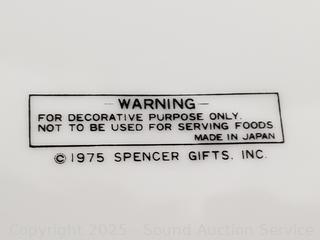 -WARNING-
FOR DECORATIVE PURPOSE ONLY.
NOT TO BE USED FOR SERVING FOODS
MADE IN JAPAN
© 1975 SPENCER GIFTS, INC.
Copyright 2025 - Sound Auction Service